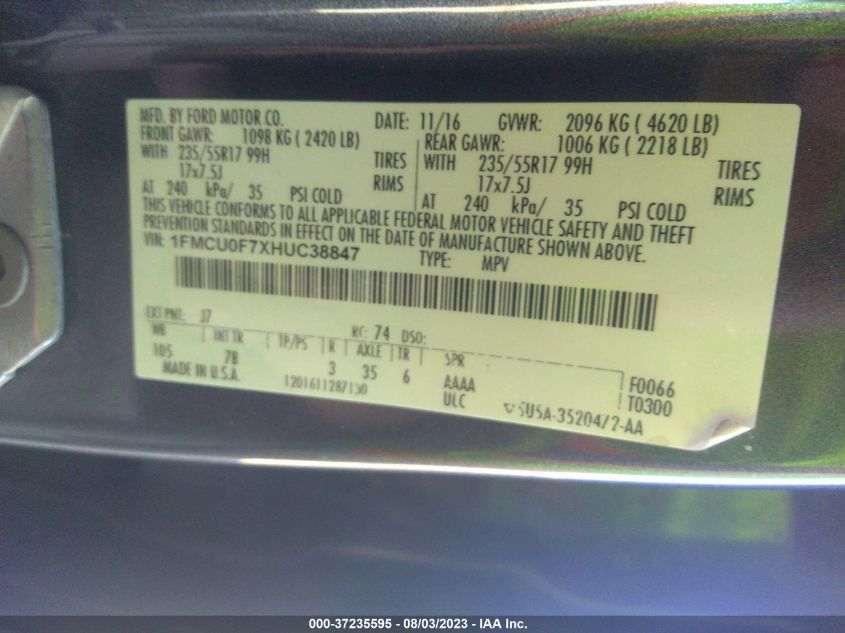 MFD. BY FORD MOTOR CO. DATE: 11/16 GVWR: 2096 KG ( 4620 LB)
FRONT GAWR: 1098 KG ( 2420 LB) REAR GAWR: 1006 KG ( 2218 LB)
WITH 235/55R17 99H TIRES WITH 235/55R17 99H TIRES
17x7.5J RIMS 17x7.5J RIMS
AT 240 kPa/ 35 PSI COLD AT 240 kPa/ 35 PSI COLD
THIS VEHICLE CONFORMS TO ALL APPLICABLE FEDERAL MOTOR VEHICLE SAFETY AND THEFT
PREVENTION STANDARDS IN EFFECT ON THE DATE OF MANUFACTURE SHOWN ABOVE.
VIN: 1FMCU0F7XHUC38847 TYPE: MPV
EXT PNT: J7 RC: 74 DSO:
WB INT TR TP/PS R AXLE TR SPR
105 7B 3 35 6 AAAA F0066
MADE IN U.S.A. ULC T0300
000-37235595 - 08/03/2023 - IAA Inc.